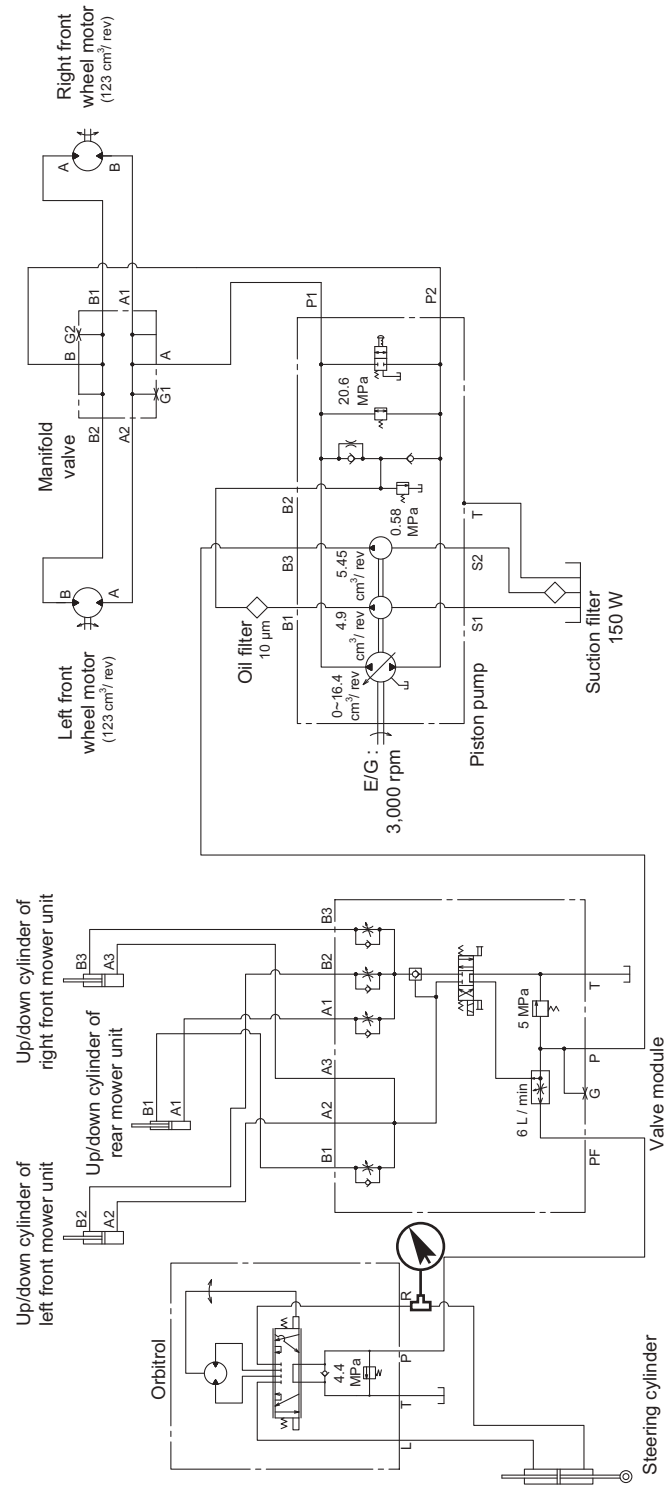 Right front
wheel motor
(123 cm³/ rev)
A
B
Manifold
valve
B2
A2
B
G2
B1
A1
G1
A
Left front
wheel motor
(123 cm³/ rev)
B
A
P1
P2
20.6
MPa
0.58
MPa
B2
B3
B1
Oil filter
10 µm
5.45
cm³/ rev
4.9
cm³/ rev
0~16.4
cm³/ rev
E/G :
3,000 rpm
Piston pump
T
S2
S1
Suction filter
150 W
Up/down cylinder of
right front mower unit
B3
A3
Up/down cylinder of
rear mower unit
B1
A1
Up/down cylinder of
left front mower unit
B2
A2
B3
B2
A1
A3
A2
B1
5 MPa
6 L / min
T
P
G
PF
Valve module
Orbitrol
4.4
MPa
R
P
T
L
Steering cylinder